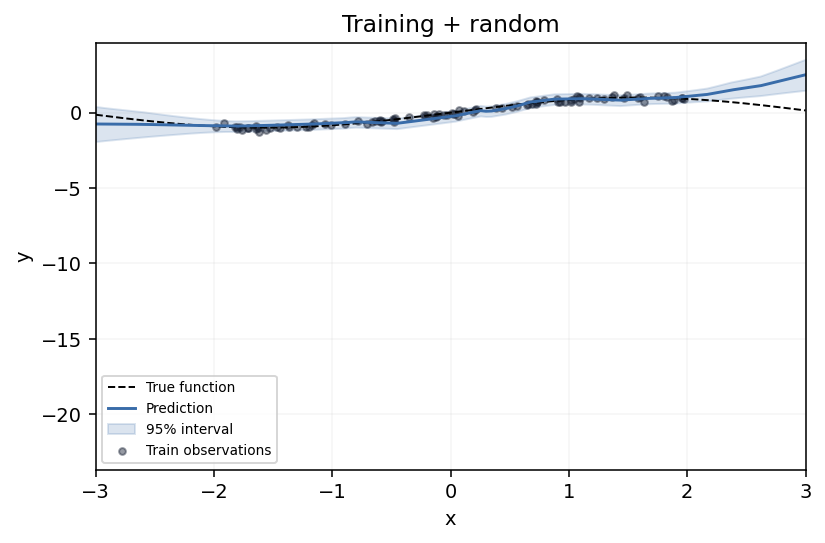 Training + random
0
−5
−10
−15
−20
y
True function
Prediction
95% interval
Train observations
−3 −2 −1 0 1 2 3
x